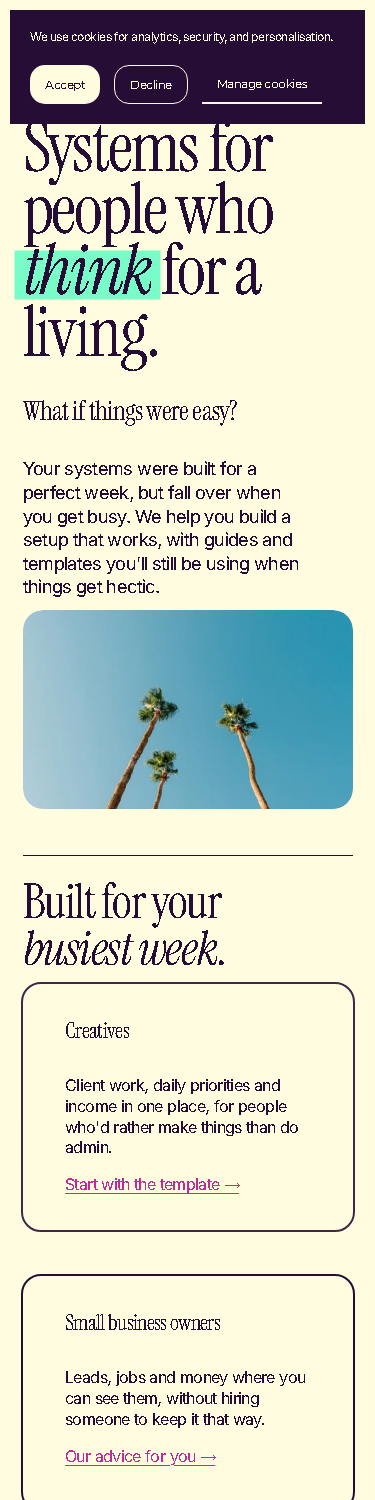 We use cookies for analytics, security, and personalisation.
Accept
Decline
Manage cookies
Systems for
people who
think for a
living.
What if things were easy?
Your systems were built for a
perfect week, but fall over when
you get busy. We help you build a
setup that works, with guides and
templates you'll still be using when
things get hectic.
Built for your
busiest week.
Creatives
Client work, daily priorities and
income in one place, for people
who'd rather make things than do
admin.
Start with the template →
Small business owners
Leads, jobs and money where you
can see them, without hiring
someone to keep it that way.
Our advice for you →